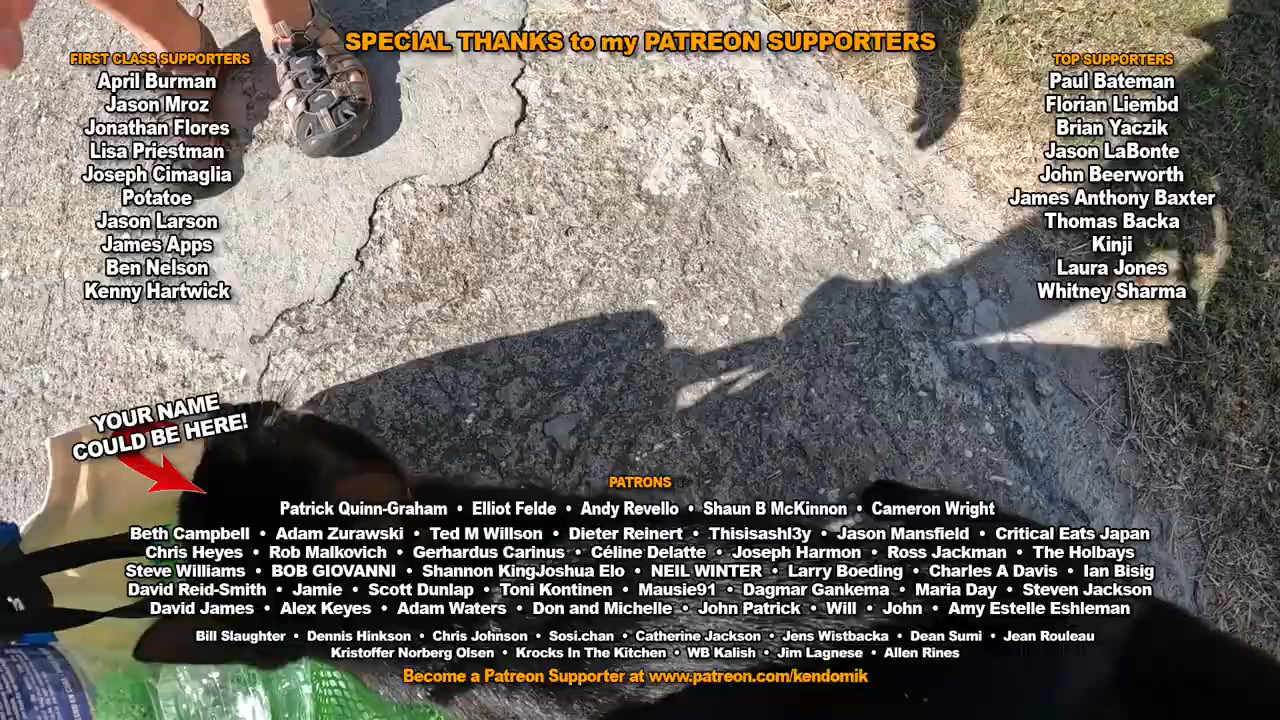 SPECIAL THANKS to my PATREON SUPPORTERS
FIRST CLASS SUPPORTERS
April Burman
Jason Mroz
Jonathan Flores
Lisa Priestman
Joseph Cimaglia
Potatoe
Jason Larson
James Apps
Ben Nelson
Kenny Hartwick
TOP SUPPORTERS
Paul Bateman
Florian Liembd
Brian Yaczik
Jason LaBonte
John Beerworth
James Anthony Baxter
Thomas Backa
Kinji
Laura Jones
Whitney Sharma
YOUR NAME
COULD BE HERE!
PATRONS
Patrick Quinn-Graham • Elliot Felde • Andy Revello • Shaun B McKinnon • Cameron Wright
Beth Campbell • Adam Zurawski • Ted M Willson • Dieter Reinert • Thisisashl3y • Jason Mansfield • Critical Eats Japan
Chris Heyes • Rob Malkovich • Gerhardus Carinus • Céline Delatte • Joseph Harmon • Ross Jackman • The Holbays
Steve Williams • BOB GIOVANNI • Shannon KingJoshua Elo • NEIL WINTER • Larry Boeding • Charles A Davis • Ian Bisig
David Reid-Smith • Jamie • Scott Dunlap • Toni Kontinen • Mausie91 • Dagmar Gankema • Maria Day • Steven Jackson
David James • Alex Keyes • Adam Waters • Don and Michelle • John Patrick • Will • John • Amy Estelle Eshleman
Bill Slaughter • Dennis Hinkson • Chris Johnson • Sosi.chan • Catherine Jackson • Jens Wistbacka • Dean Sumi • Jean Rouleau
Kristoffer Norberg Olsen • Krocks In The Kitchen • WB Kalish • Jim Lagnese • Allen Rines
Become a Patreon Supporter at www.patreon.com/kendomik